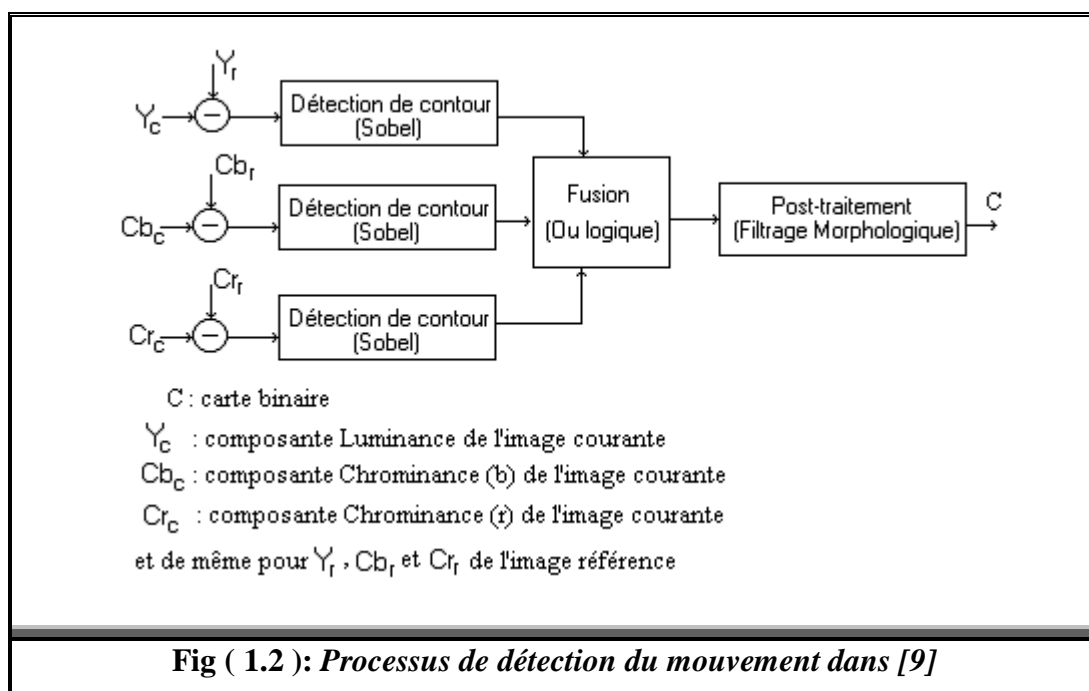 Yr
Yc
−
Détection de contour
(Sobel)
Cbr
Cbc
−
Détection de contour
(Sobel)
Crr
Crc
−
Détection de contour
(Sobel)
Fusion
(Ou logique)
Post-traitement
(Filtrage Morphologique)
C
C : carte binaire
Yc : composante Luminance de l'image courante
Cbc : composante Chrominance (b) de l'image courante
Crc : composante Chrominance (r) de l'image courante
et de même pour Yr , Cbr et Crr de l'image référence
Fig ( 1.2 ): Processus de détection du mouvement dans [9]